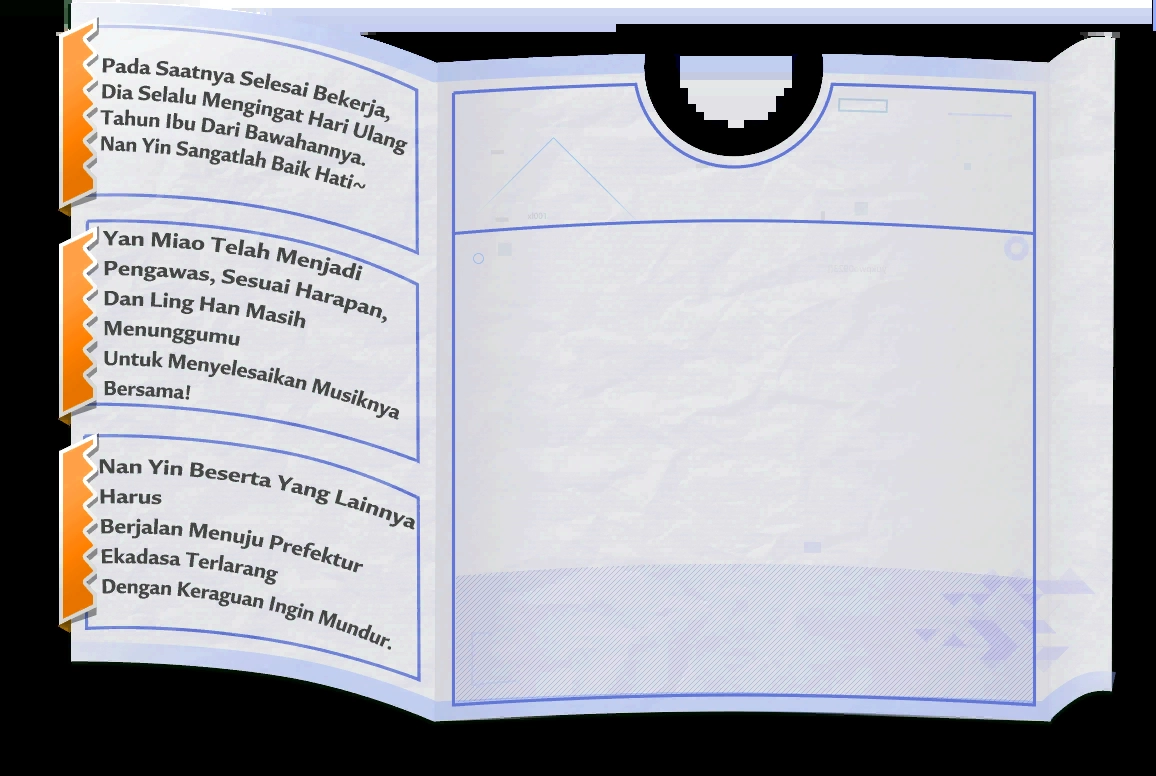 Pada Saatnya Selesai Bekerja,
Dia Selalu Mengingat Hari Ulang
Tahun Ibu Dari Bawahannya.
Nan Yin Sangatlah Baik Hati~
Yan Miao Telah Menjadi
Pengawas, Sesuai Harapan,
Dan Ling Han Masih
Menunggumu
Untuk Menyelesaikan Musiknya
Bersama!
Nan Yin Beserta Yang Lainnya
Harus
Berjalan Menuju Prefektur
Ekadasa Terlarang
Dengan Keraguan Ingin Mundur.